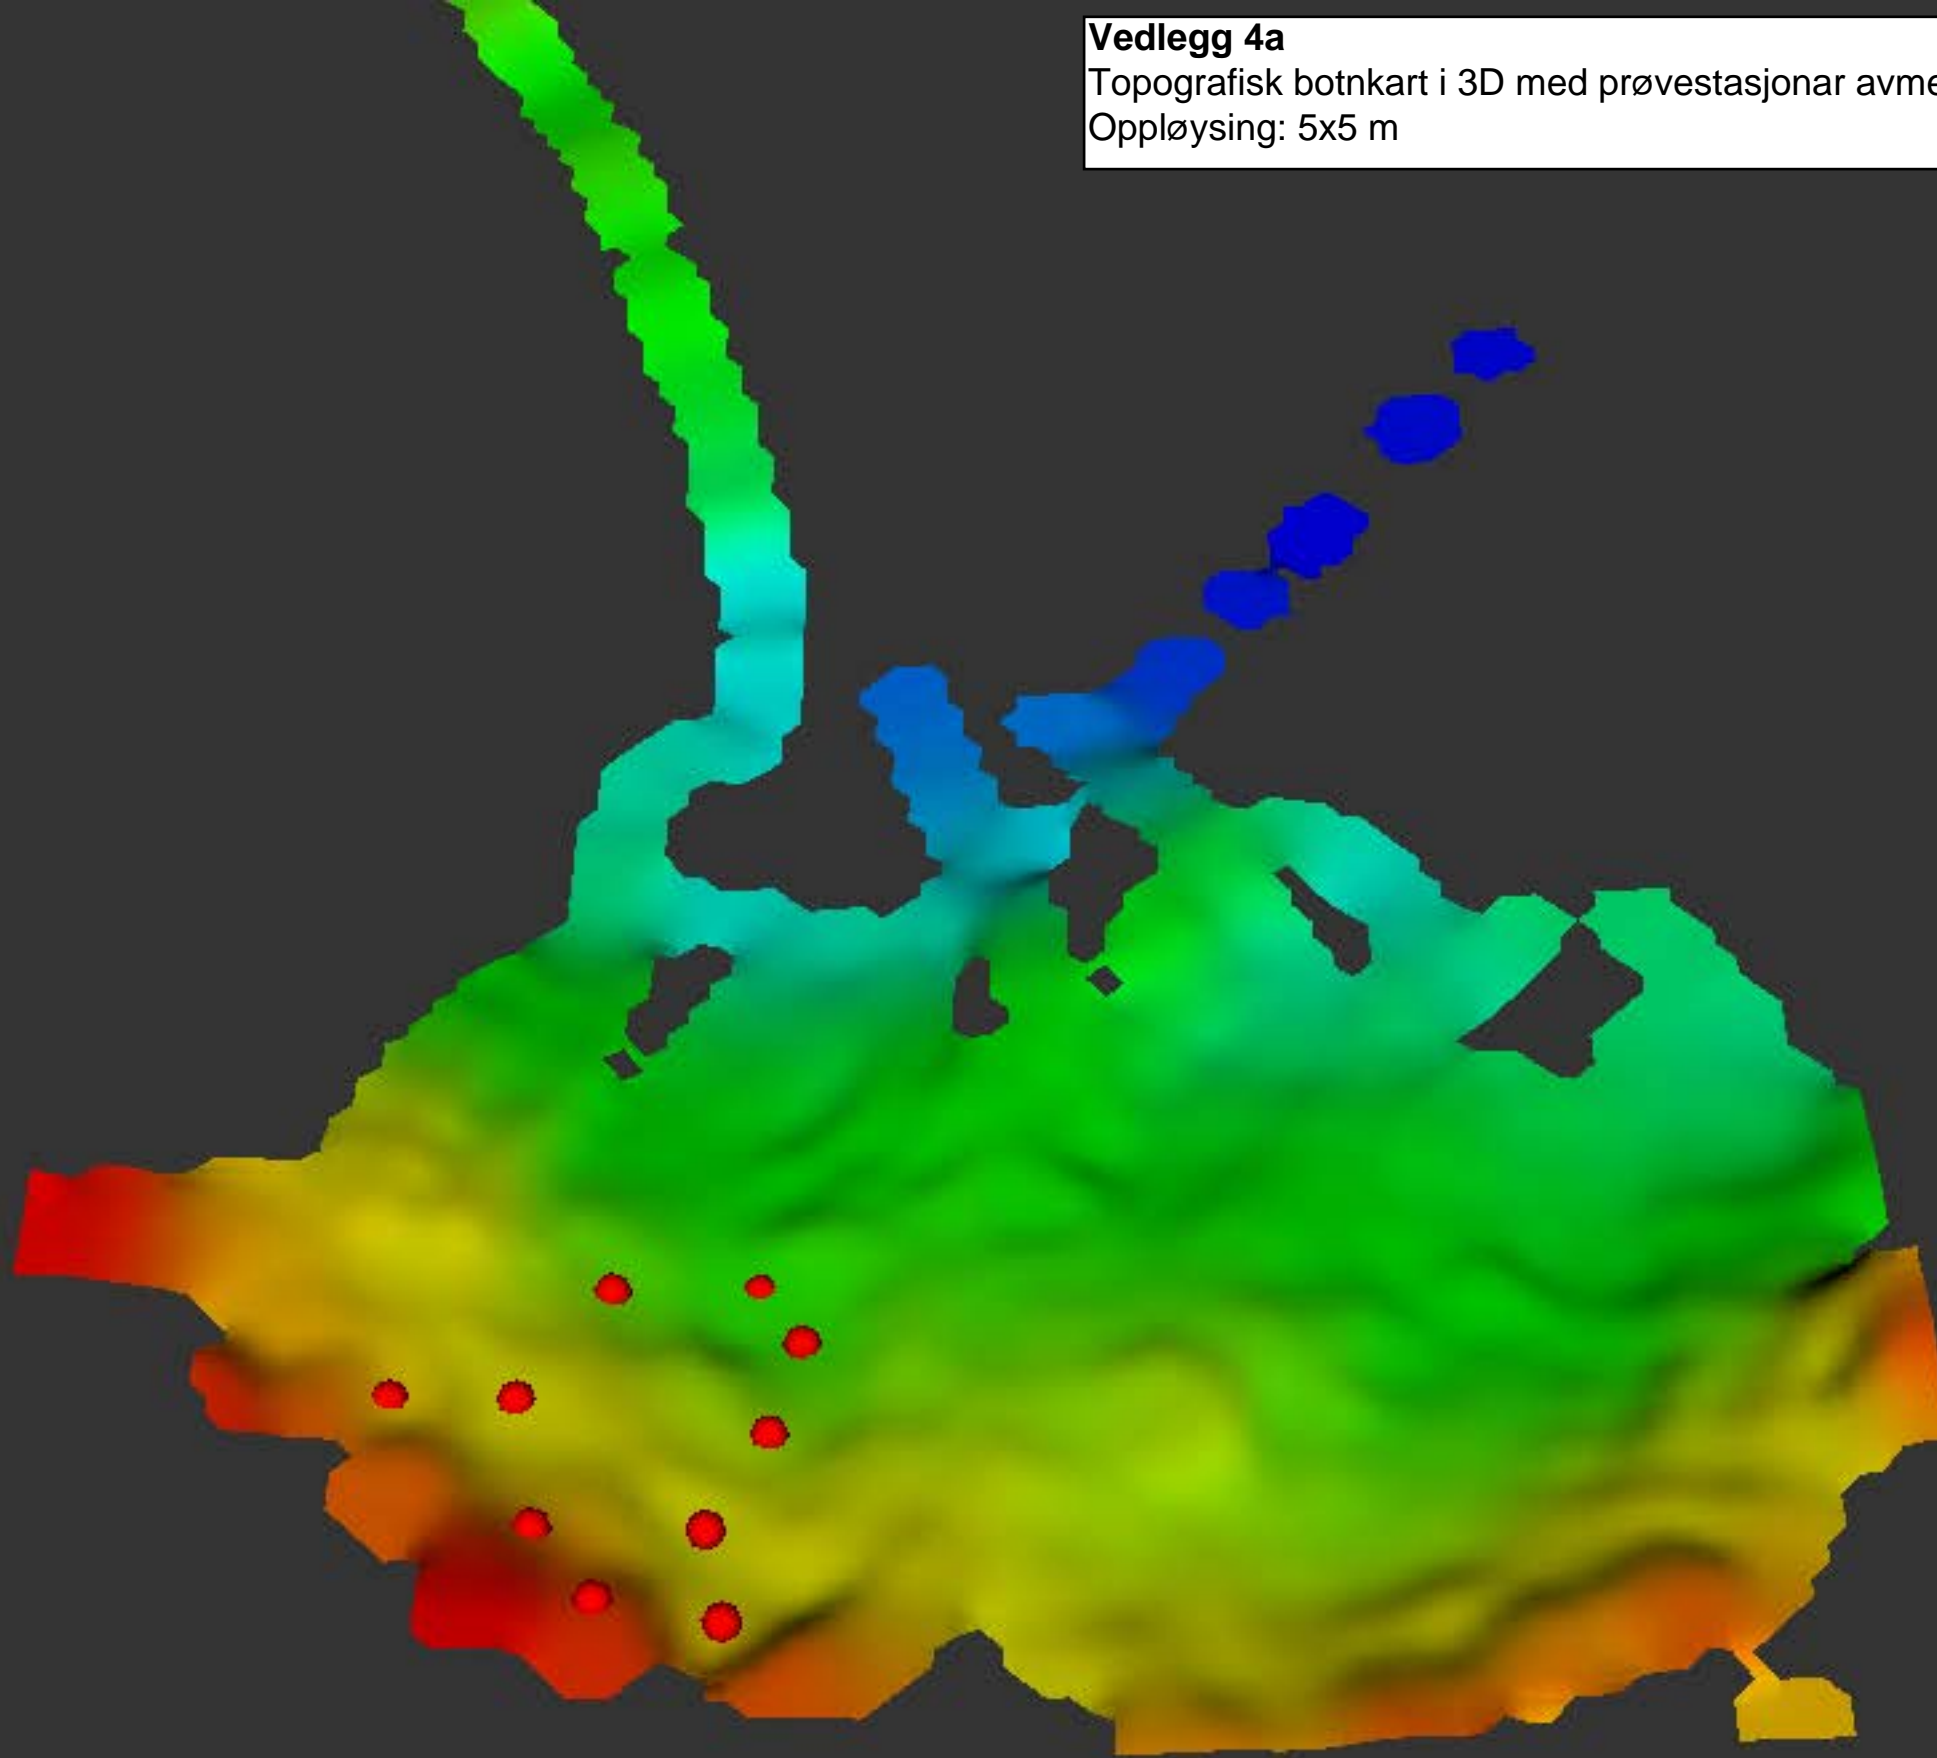 Vedlegg 4a
Topografisk botnkart i 3D med prøvestasjonar
Oppløysing: 5x5 m